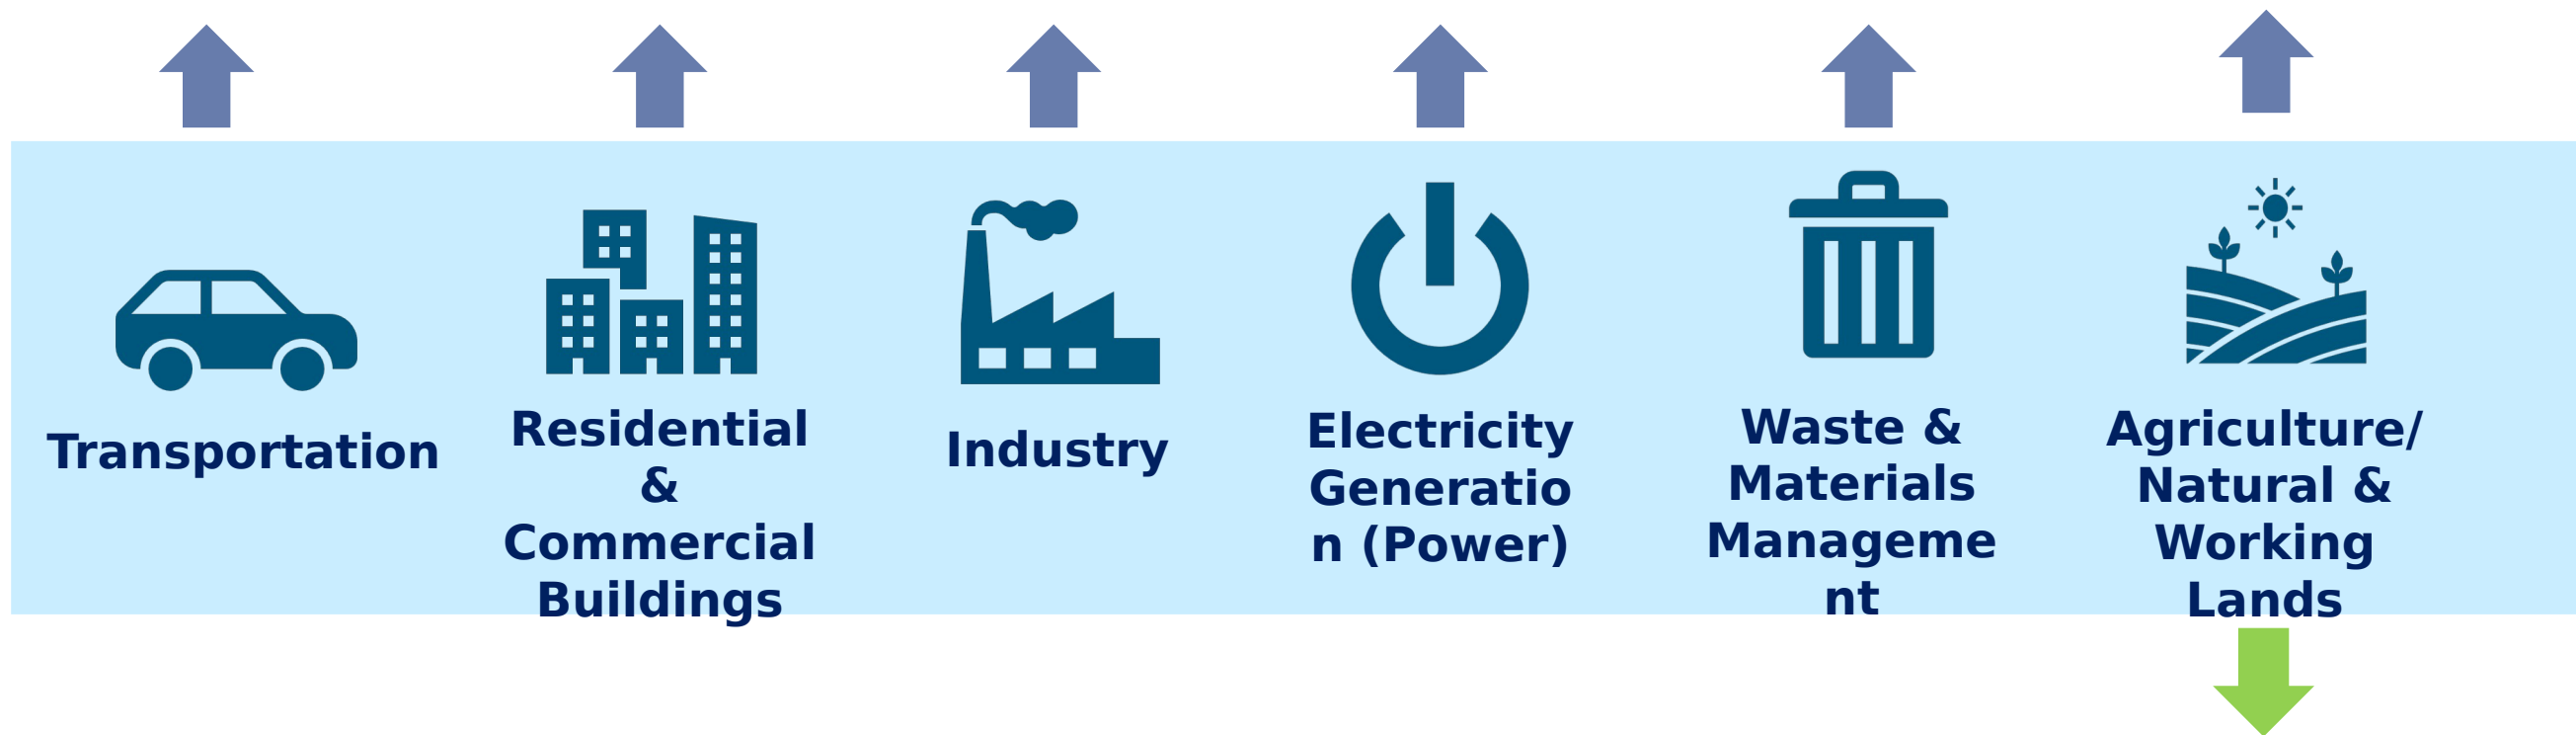 Transportation
Residential
&
Commercial
Buildings
Industry
Electricity
Generatio
n (Power)
Waste &
Materials
Manageme
nt
Agriculture/
Natural &
Working
Lands